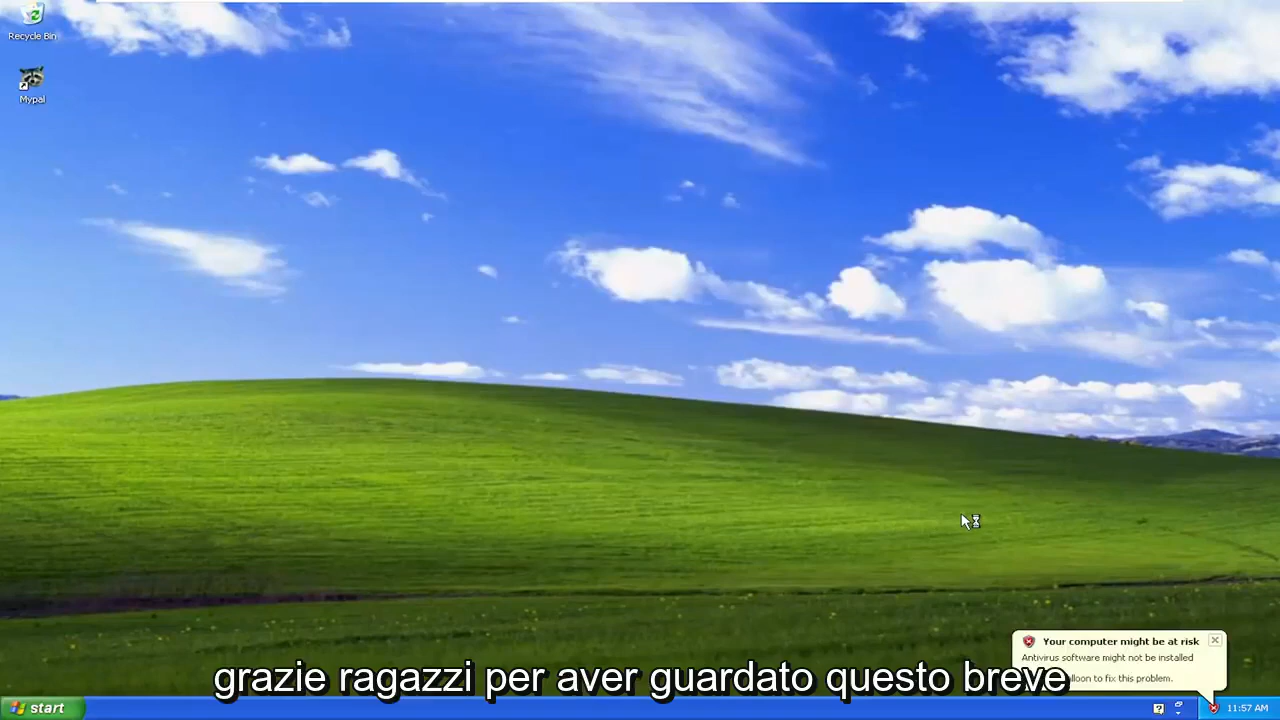 Recycle Bin
Mypal
Your computer might be at risk
Antivirus software might not be installed
lloon to fix this problem.
grazie ragazzi per aver guardato questo breve
start
11:57 AM